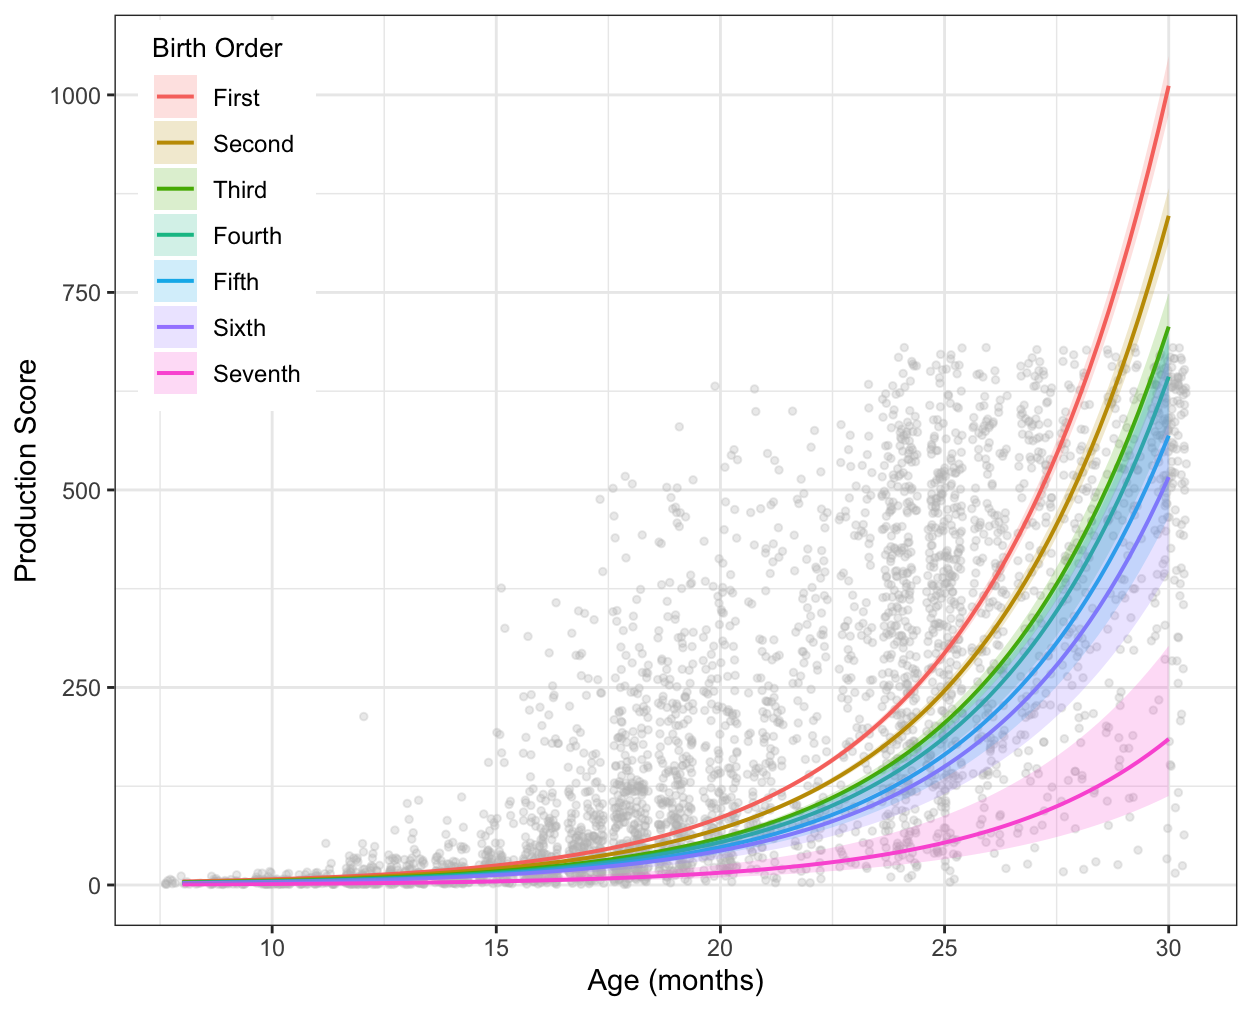 Birth Order
First
Second
Third
Fourth
Fifth
Sixth
Seventh
Production Score
1000
750
500
250
0
10 15 20 25 30
Age (months)